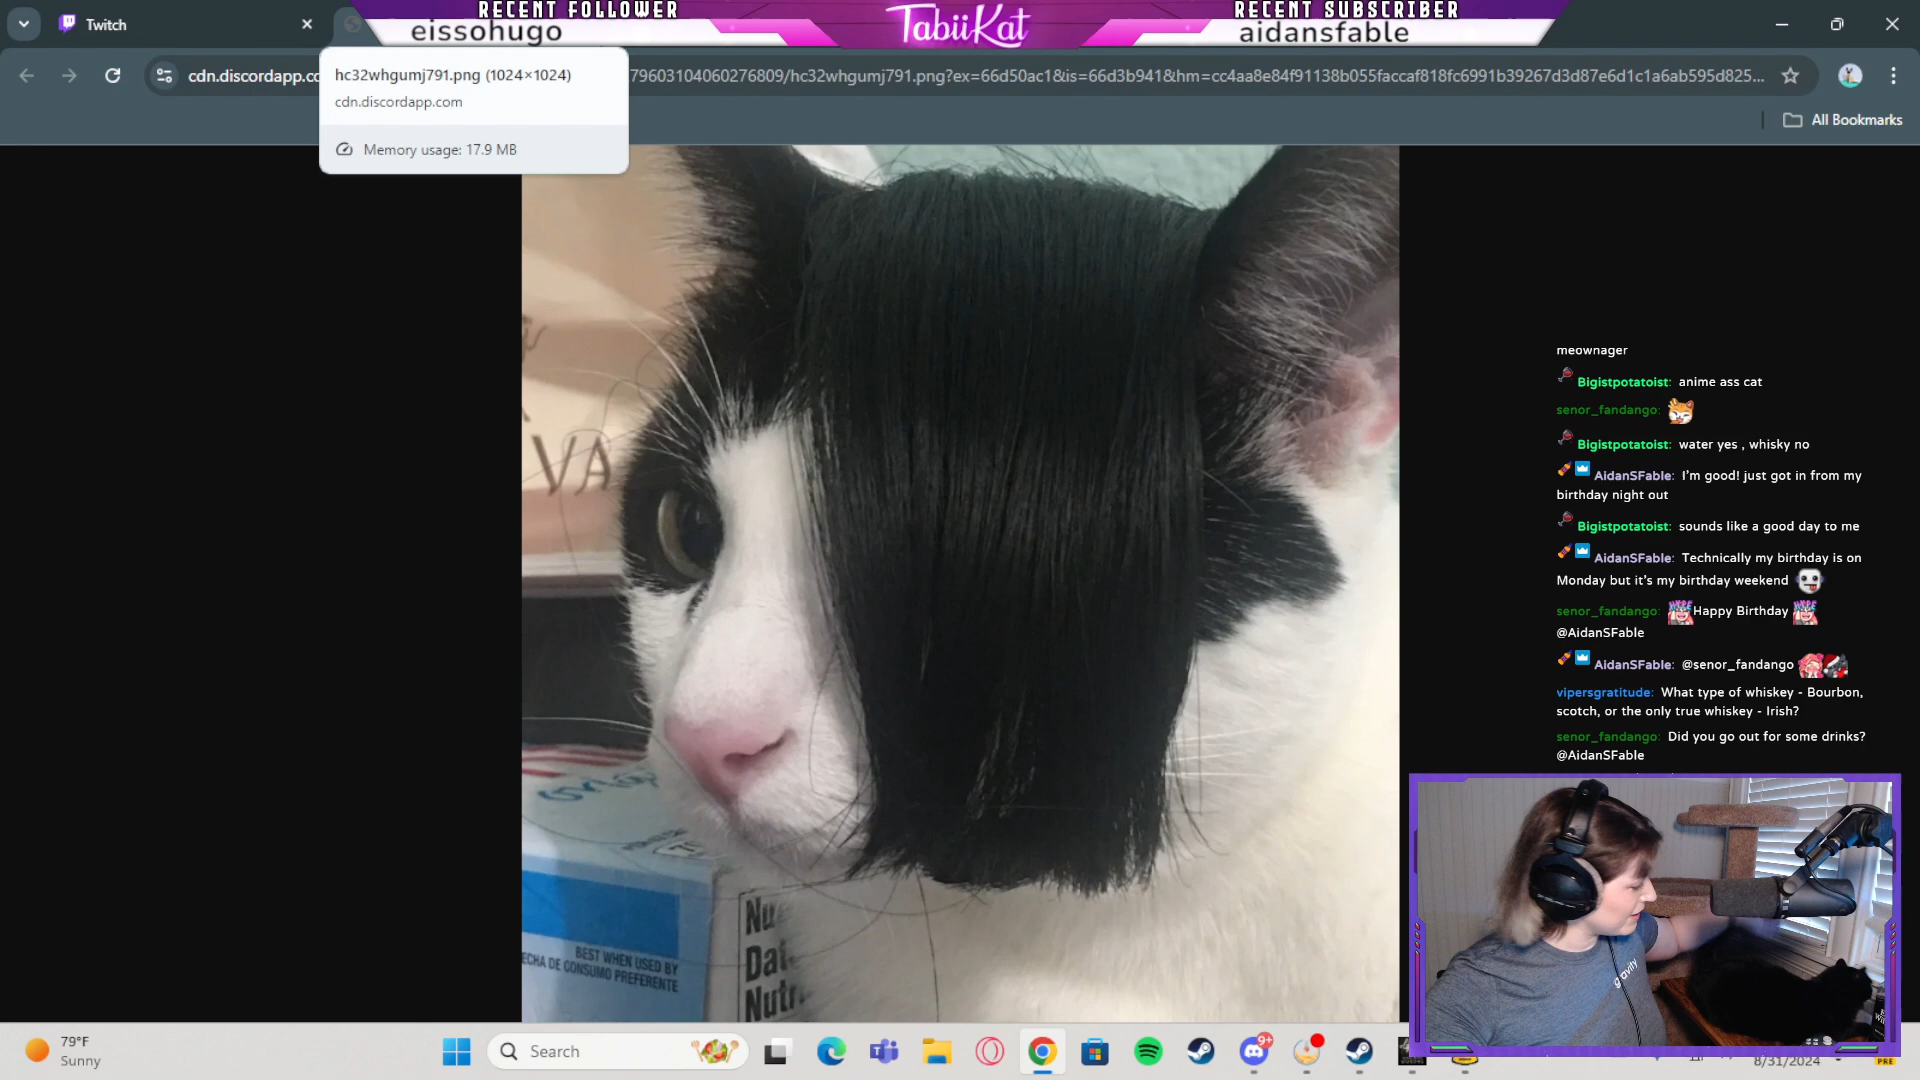 RECENT FOLLOWER
eissohugo
TabiiKat
RECENT SUBSCRIBER
aidansfable
Twitch
cdn.discordapp.co
79603104060276809/hc32whgumj791.png?ex=66d50ac1&is=66d3b941&hm=cc4aa8e84f91138b055faccaf818fc6991b39267d3d87e6d1c1a6ab595d825...
hc32whgumj791.png (1024×1024)
cdn.discordapp.com
Memory usage: 17.9 MB
All Bookmarks
VA
BEST WHEN USED BY
ECHA DE CONSUMO PREFERENTE
meownager
Bigistpotatoist: anime ass cat
senor_fandango:
Bigistpotatoist: water yes , whisky no
AidanSFable: I'm good! just got in from my
birthday night out
Bigistpotatoist: sounds like a good day to me
AidanSFable: Technically my birthday is on
Monday but it's my birthday weekend
senor_fandango: Happy Birthday
@AidanSFable
AidanSFable: @senor_fandango
vipersgratitude: What type of whiskey - Bourbon,
scotch, or the only true whiskey - Irish?
senor_fandango: Did you go out for some drinks?
@AidanSFable
gravity
79°F
Sunny
Search
9+
8/31/2024
PRE